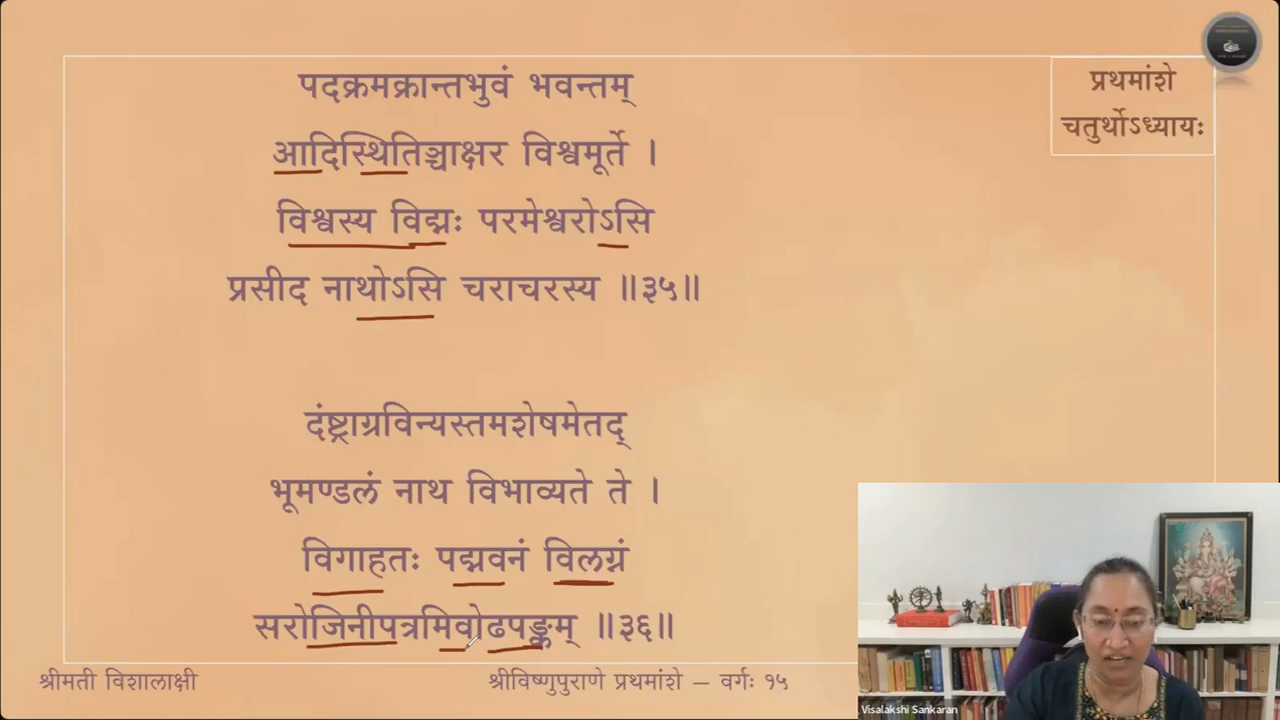 पदक्रमक्रान्तभुवं भवन्तम्
आदिस्थितिञ्चाक्षर विश्वमूर्ते ।
विश्वस्य विद्मः परमेश्वरोऽसि
प्रसीद नाथोऽसि चराचरस्य ॥३५॥
दंष्ट्राग्रविन्यस्तमशेषमेतद्
भूमण्डलं नाथ विभाव्यते ते ।
विगाहतः पद्मवनं विलग्नं
सरोजिनीपत्रमिवोढपङ्कम् ॥३६॥
प्रथमांशे
चतुर्थोऽध्यायः
श्रीमती विशालाक्षी
श्रीविष्णुपुराणे प्रथमांशे – वर्गः १५
Visalakshi Sankaran